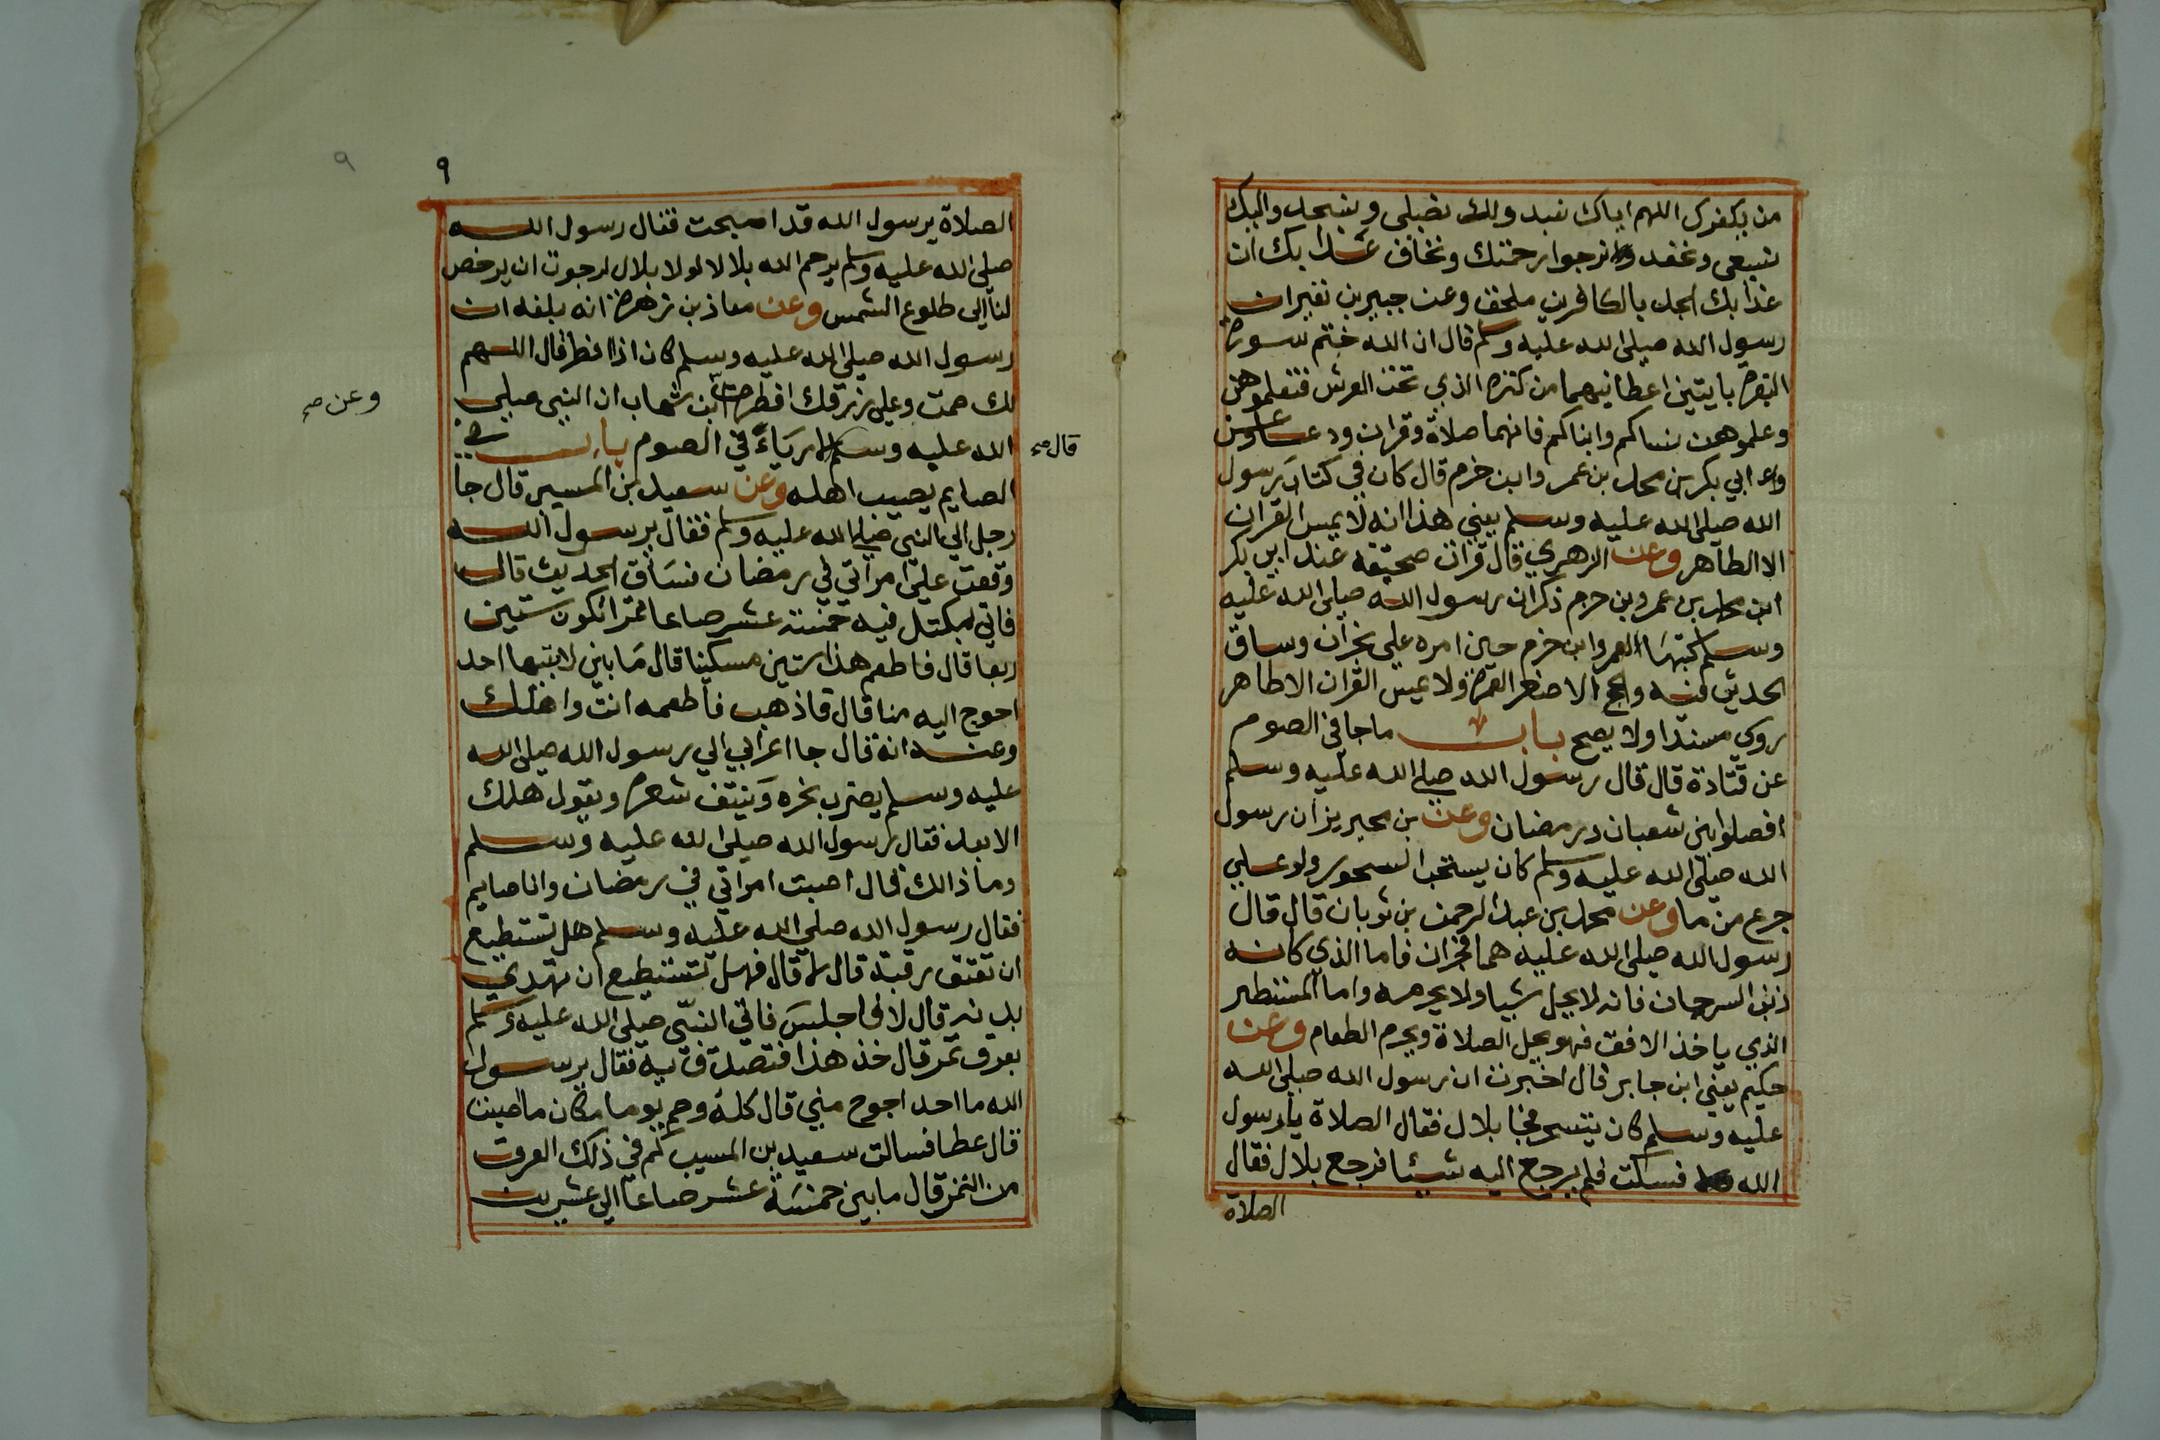 من يكفرك اللهم اياك نعبد ولك نصلي ونسجد واليك
نسعى ونحفد نرجوا رحمتك ونخاف عذابك ان
عذابك الجد بالكافرين ملحق وعن جبير بن نفير ان
رسول الله صلى الله عليه وسلم قال ان الله ختم سورة
البقرة بايتين اعطانيهما من كنزه الذي تحت العرش فتعلموهن
وعلموهن نساكم وابناكم فانهما صلاة وقران ودعا وعن
ابي بكر بن محمد بن عمر وابن حزم قال كان في كتاب رسول
الله صلى الله عليه وسلم يعني هذا انه لا يمس القران
الا الطاهر وعن الزهري قال قرات صحيفه عند ابي بكر
ابن محمد بن عمرو بن حزم ذكر ان رسول الله صلى الله عليه
وسلم كتبها لعمرو ابن حزم حين امره على نجران وساق
الحديث فيه والحج الاصغر العمرة ولا يمس القران الا طاهر
روي مسندا ولا يصح باب ما جا في الصوم
عن قتادة قال قال رسول الله صلى الله عليه وسلم
افصلوا بين شعبان ورمضان وعن بن محيريز ان رسول
الله صلى الله عليه وسلم كان يستحب السحور ولو على
جرع من ما وعن محمد بن عبد الرحمن بن ثوبان قال قال
رسول الله صلى الله عليه هما فجران فاما الذي كانه
ذنب السرحان فانه لا يحل شيا ولا يحرمه واما المستطير
الذي ياخذ الافق فهو يحل الصلاة ويحرم الطعام وعن
حكيم يعني ابن جابر قال اخبرت ان رسول الله صلى الله
عليه وسلم كان يتسحر فجا بلال فقال الصلاة يا رسول
الله فسكت فلم يرجع اليه شيئا فرجع بلال فقال
الصلاة
٩ ٩
الصلاة يرسول الله قد اصبحت فقال رسول الله
صلى الله عليه وسلم يرحم الله بلالا لولا بلال لرجوت ان يرخص
لنا الى طلوع الشمس وعن معاذ بن زهرة انه بلغه ان
رسول الله صلى الله عليه وسلم كان اذا افطر قال اللهم
لك صمت وعلى رزقك افطرت ابن شهاب ان النبي صلى
وعن صح
الله عليه وسلم لا رياء في الصوم باب في
قال صح
الصايم يصيب اهله وعن سعيد بن المسيب قال جا
رجل الى النبي صلى الله عليه وسلم فقال يرسول الله
وقعت على امراتي في رمضان فساق الحديث قال
فاتي بمكتل فيه خمسة عشر صاعا تمرا تكون ستين
ربعا قال فاطعم هذا ستين مسكينا قال ما بين لابتيها احد
احوج اليه منا قال قاذهب فاطعمه انت واهلك
وعنه انه قال جا اعرابي الي رسول الله صلى الله
عليه وسلم يضرب نحره وينتف شعره ويقول هلك
الابعد فقال رسول الله صلى الله عليه وسلم
وما ذالك قال اصبت امراتي في رمضان وانا صايم
فقال رسول الله صلي الله عليه وسلم هل تستطيع
ان تعتق رقبة قال لا قال فهل تستطيع ان تهدي
بدنه قال لا قال اجلس فاتي النبي صلى الله عليه وسلم
بعرق تمر قال خذ هذا فتصدق به فقال يرسول
الله ما احد احوج مني قال كله وصم يوما مكان ما اصبت
قال عطا فسالت سعيد بن المسيب كم في ذلك العرق
من التمر قال ما بين خمسة عشر صاعا الى عشرين